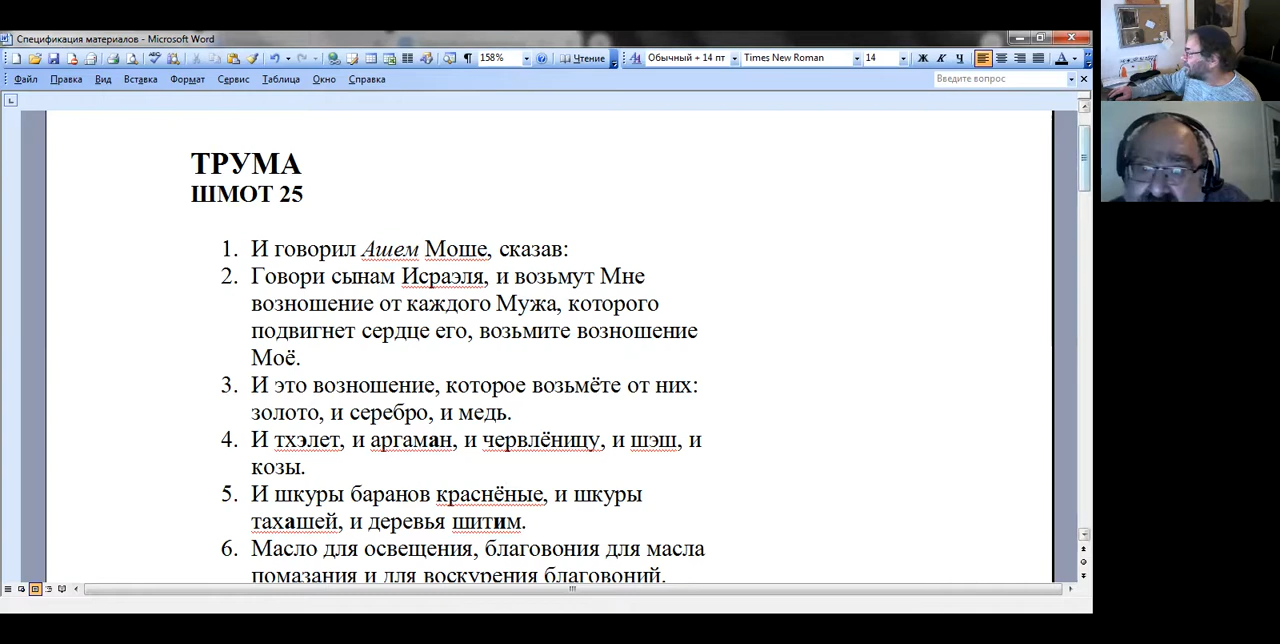 Спецификация материалов - Microsoft Word
158% Чтение Обычный + 14 пт Times New Roman 14 Ж К Ч А
Файл Правка Вид Вставка Формат Сервис Таблица Окно Справка Введите вопрос
ТРУМА
ШМОТ 25
1. И говорил Ашем Моше, сказав:
2. Говори сынам Исраэля, и возьмут Мне
возношение от каждого Мужа, которого
подвигнет сердце его, возьмите возношение
Моё.
3. И это возношение, которое возьмёте от них:
золото, и серебро, и медь.
4. И тхэлет, и аргаман, и червлёницу, и шэш, и
козы.
5. И шкуры баранов краснёные, и шкуры
тахашей, и деревья шитим.
6. Масло для освещения, благовония для масла
помазания и для воскурения благовоний.